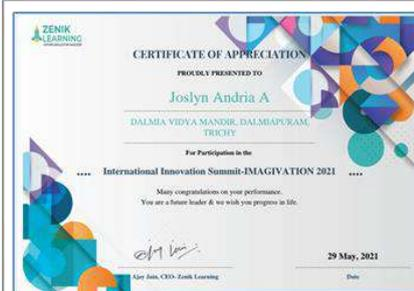 ZENIK
LEARNING
CERTIFICATE OF APPRECIATION
PROUDLY PRESENTED TO
Joslyn Andria A
DALMIA VIDYA MANDIR, DALMIAPURAM,
TRICHY
For Participation in the
.... International Innovation Summit-IMAGIVATION 2021 ....
Many congratulations on your performance.
You are a future leader & we wish you progress in life.
29 May, 2021
Ajay Jain, CEO- Zenik Learning
Date